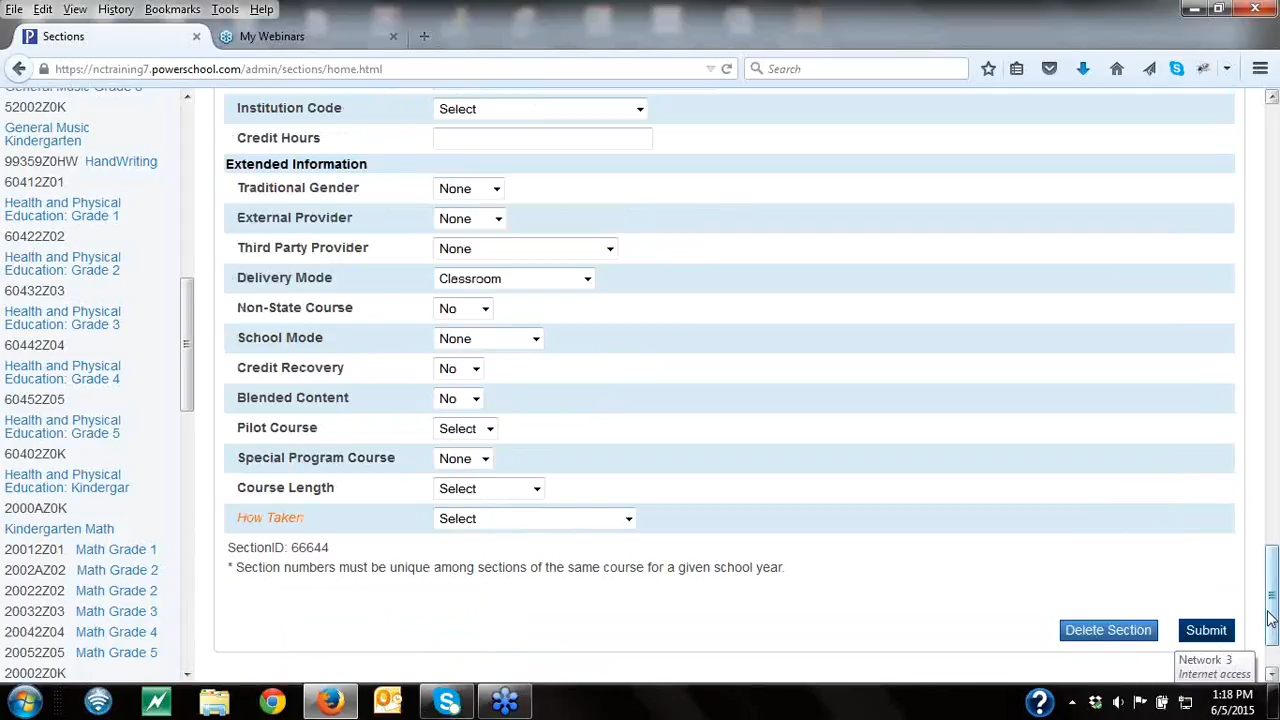 File Edit View History Bookmarks Tools Help
Sections × My Webinars × +
https://nctraining7.powerschool.com/admin/sections/home.html
Search
52002Z0K
General Music
Kindergarten
99359Z0HW HandWriting
60412Z01
Health and Physical
Education: Grade 1
60422Z02
Health and Physical
Education: Grade 2
60432Z03
Health and Physical
Education: Grade 3
60442Z04
Health and Physical
Education: Grade 4
60452Z05
Health and Physical
Education: Grade 5
60402Z0K
Health and Physical
Education: Kindergar
2000AZ0K
Kindergarten Math
20012Z01 Math Grade 1
2002AZ02 Math Grade 2
20022Z02 Math Grade 2
20032Z03 Math Grade 3
20042Z04 Math Grade 4
20052Z05 Math Grade 5
20002Z0K
Institution Code Select
Credit Hours
Extended Information
Traditional Gender None
External Provider None
Third Party Provider None
Delivery Mode Classroom
Non-State Course No
School Mode None
Credit Recovery No
Blended Content No
Pilot Course Select
Special Program Course None
Course Length Select
How Taken: Select
SectionID: 66644
* Section numbers must be unique among sections of the same course for a given school year.
Delete Section Submit
Network 3
Internet access
1:18 PM
6/5/2015